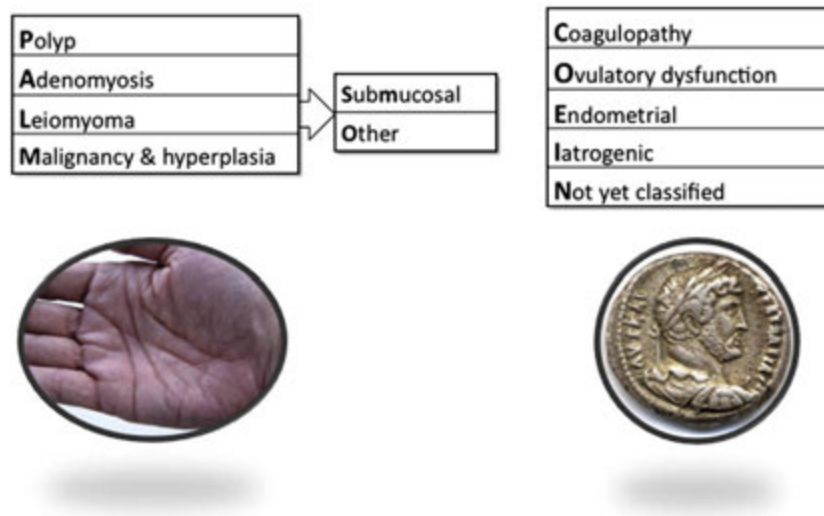 Polyp
Adenomyosis
Leiomyoma
Malignancy & hyperplasia
Submucosal
Other
Coagulopathy
Ovulatory dysfunction
Endometrial
Iatrogenic
Not yet classified